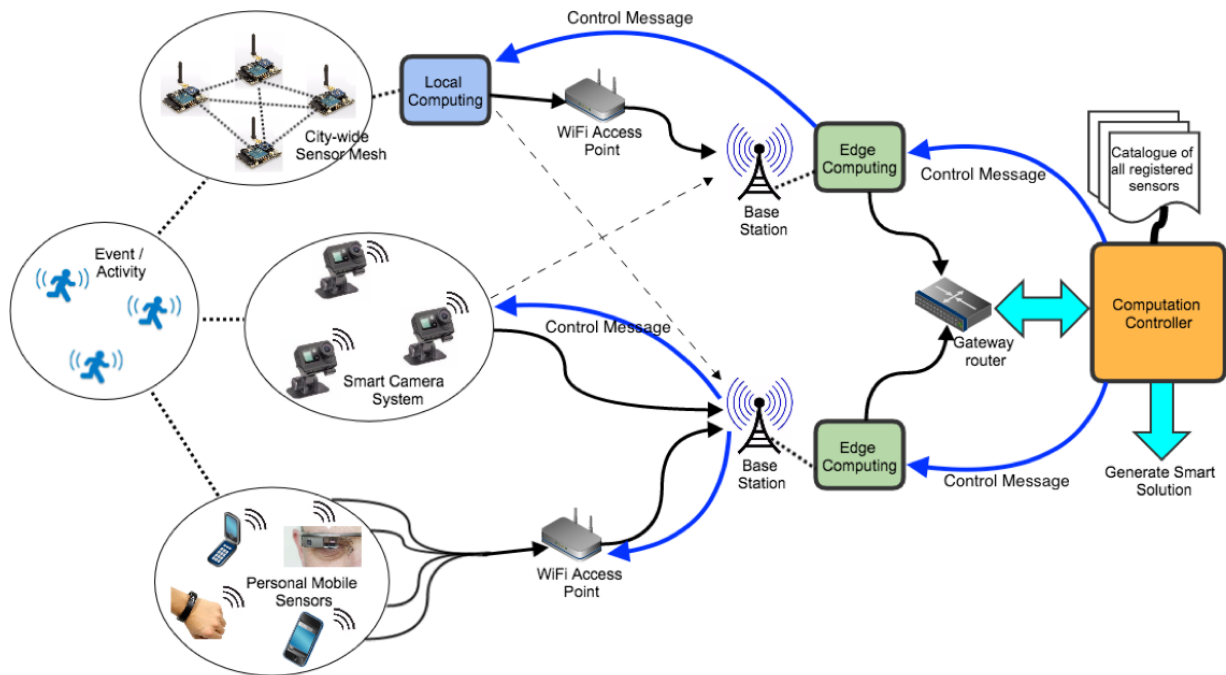 Control Message
Local
Computing
WiFi Access
Point
City-wide
Sensor Mesh
Edge
Computing
Control Message
Catalogue of
all registered
sensors
Base
Station
Event /
Activity
Control Message
Smart Camera
System
Gateway
router
Computation
Controller
Base
Station
Edge
Computing
Control Message
Generate Smart
Solution
WiFi Access
Point
Personal Mobile
Sensors